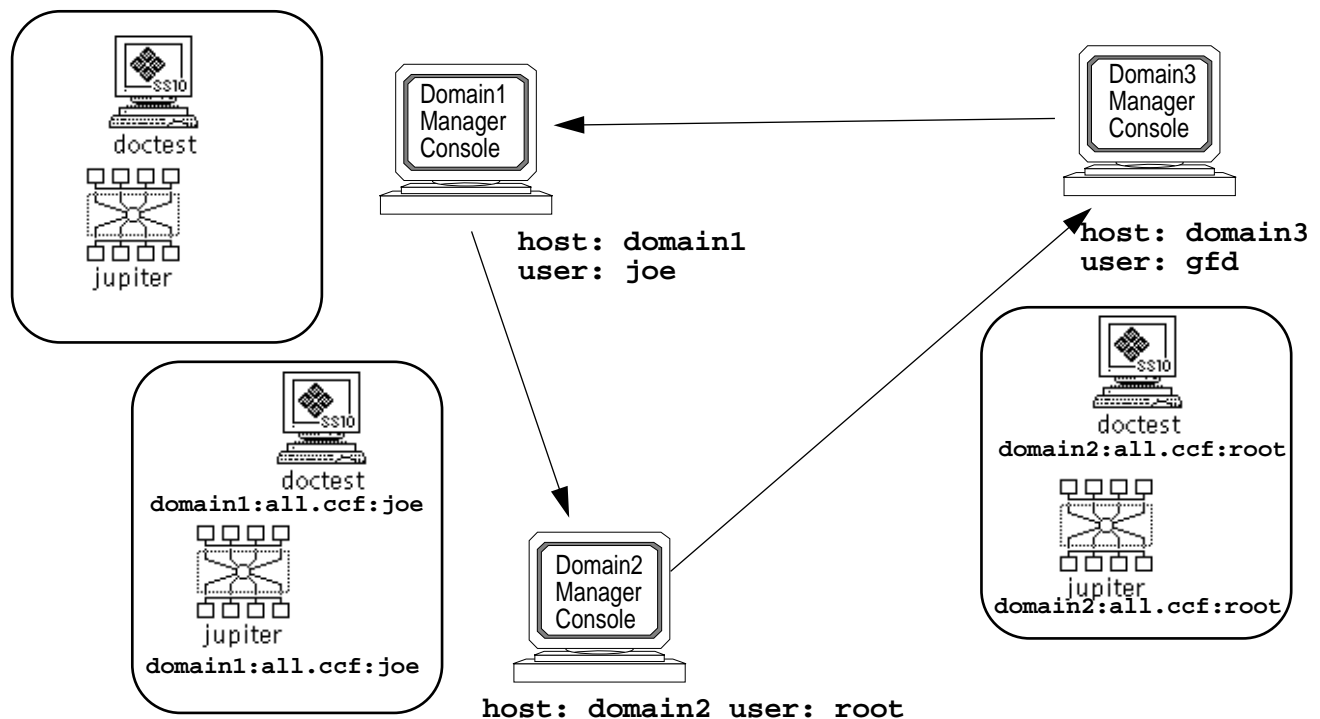 SS10
doctest
jupiter
Domain1
Manager
Console
host: domain1
user: joe
Domain3
Manager
Console
host: domain3
user: gfd
SS10
doctest
domain1:all.ccf:joe
jupiter
domain1:all.ccf:joe
Domain2
Manager
Console
host: domain2 user: root
SS10
doctest
domain2:all.ccf:root
jupiter
domain2:all.ccf:root